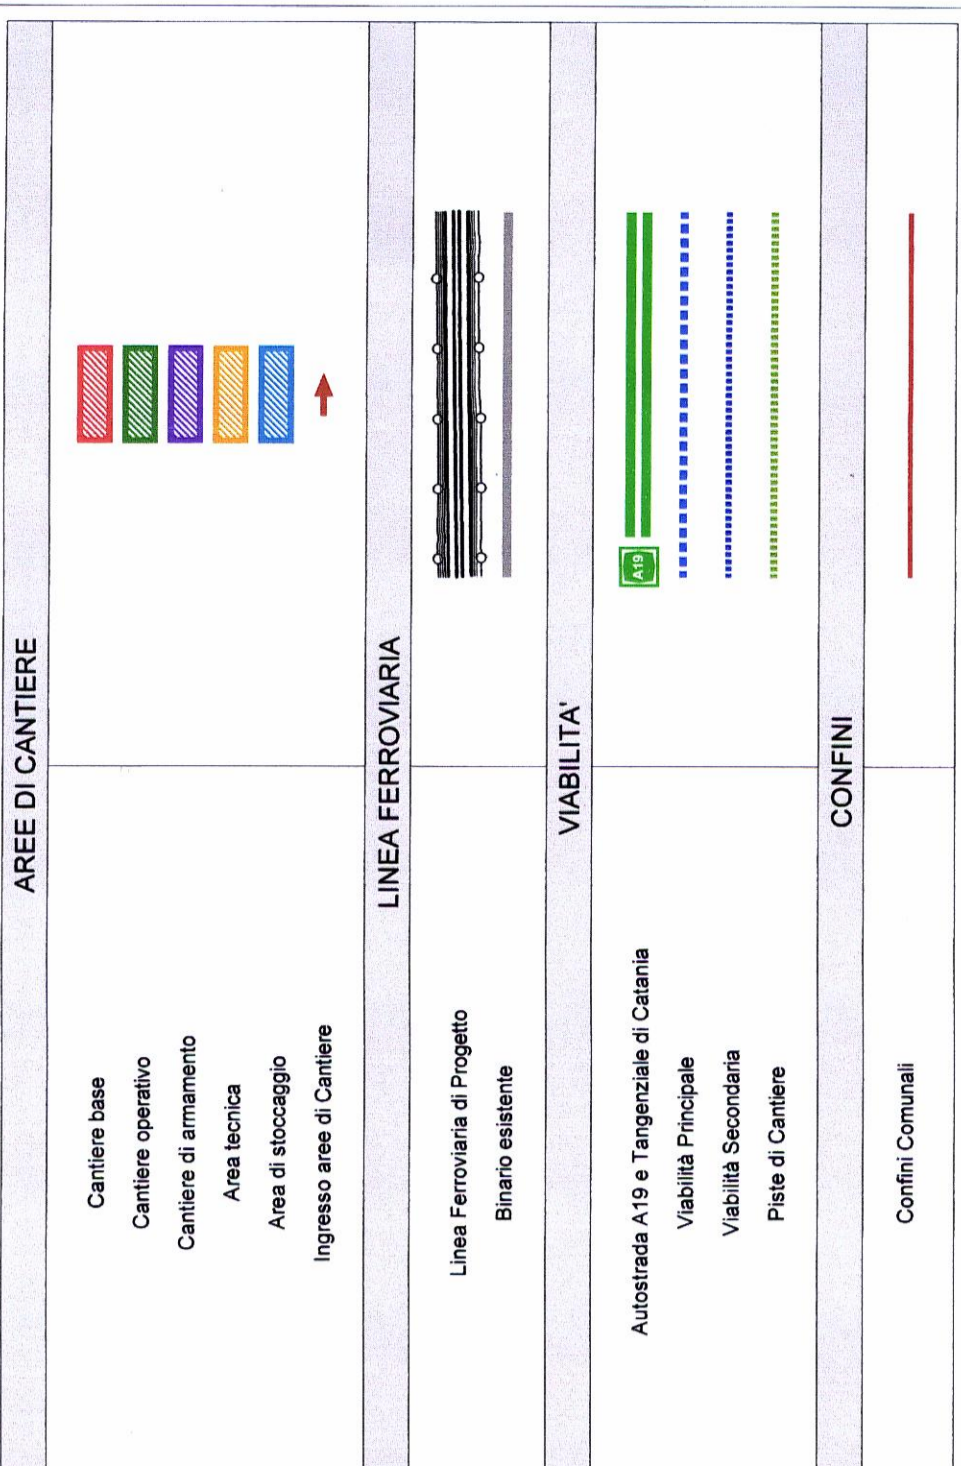 AREE DI CANTIERE
Cantiere base
Cantiere operativo
Cantiere di armamento
Area tecnica
Area di stoccaggio
Ingresso aree di Cantiere
LINEA FERROVIARIA
Linea Ferroviaria di Progetto
Binario esistente
VIABILITA'
Autostrada A19 e Tangenziale di Catania
A19
Viabilità Principale
Viabilità Secondaria
Piste di Cantiere
CONFINI
Confini Comunali